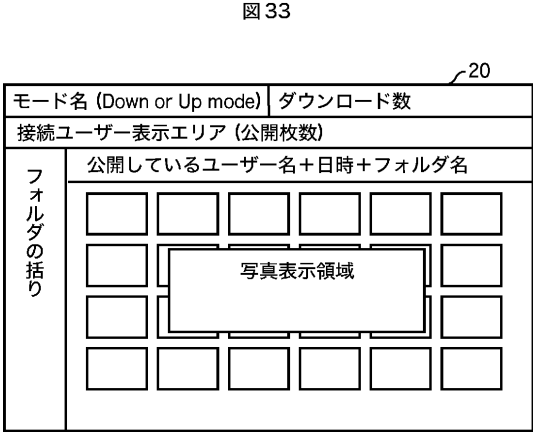 図33
20
モード名 (Down or Up mode) ダウンロード数
接続ユーザー表示エリア (公開枚数)
フォルダの括り
公開しているユーザー名+日時+フォルダ名
写真表示領域